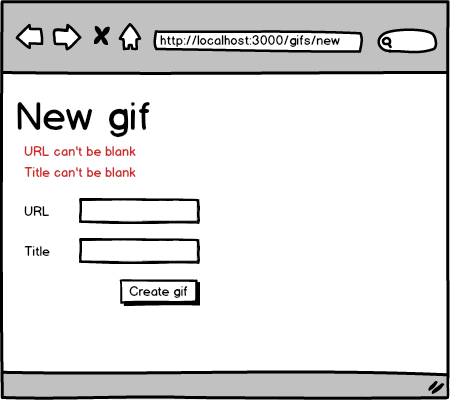 http://localhost:3000/gifs/new
New gif
URL can't be blank
Title can't be blank
URL
Title
Create gif